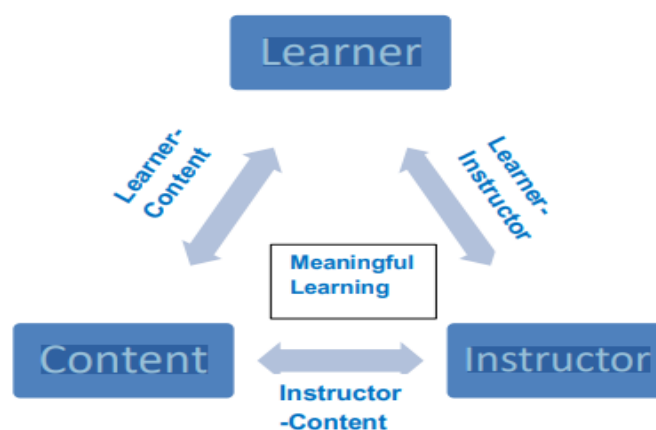 Learner
Learner-
Content
Learner-
Instructor
Meaningful
Learning
Content
Instructor
Instructor
-Content